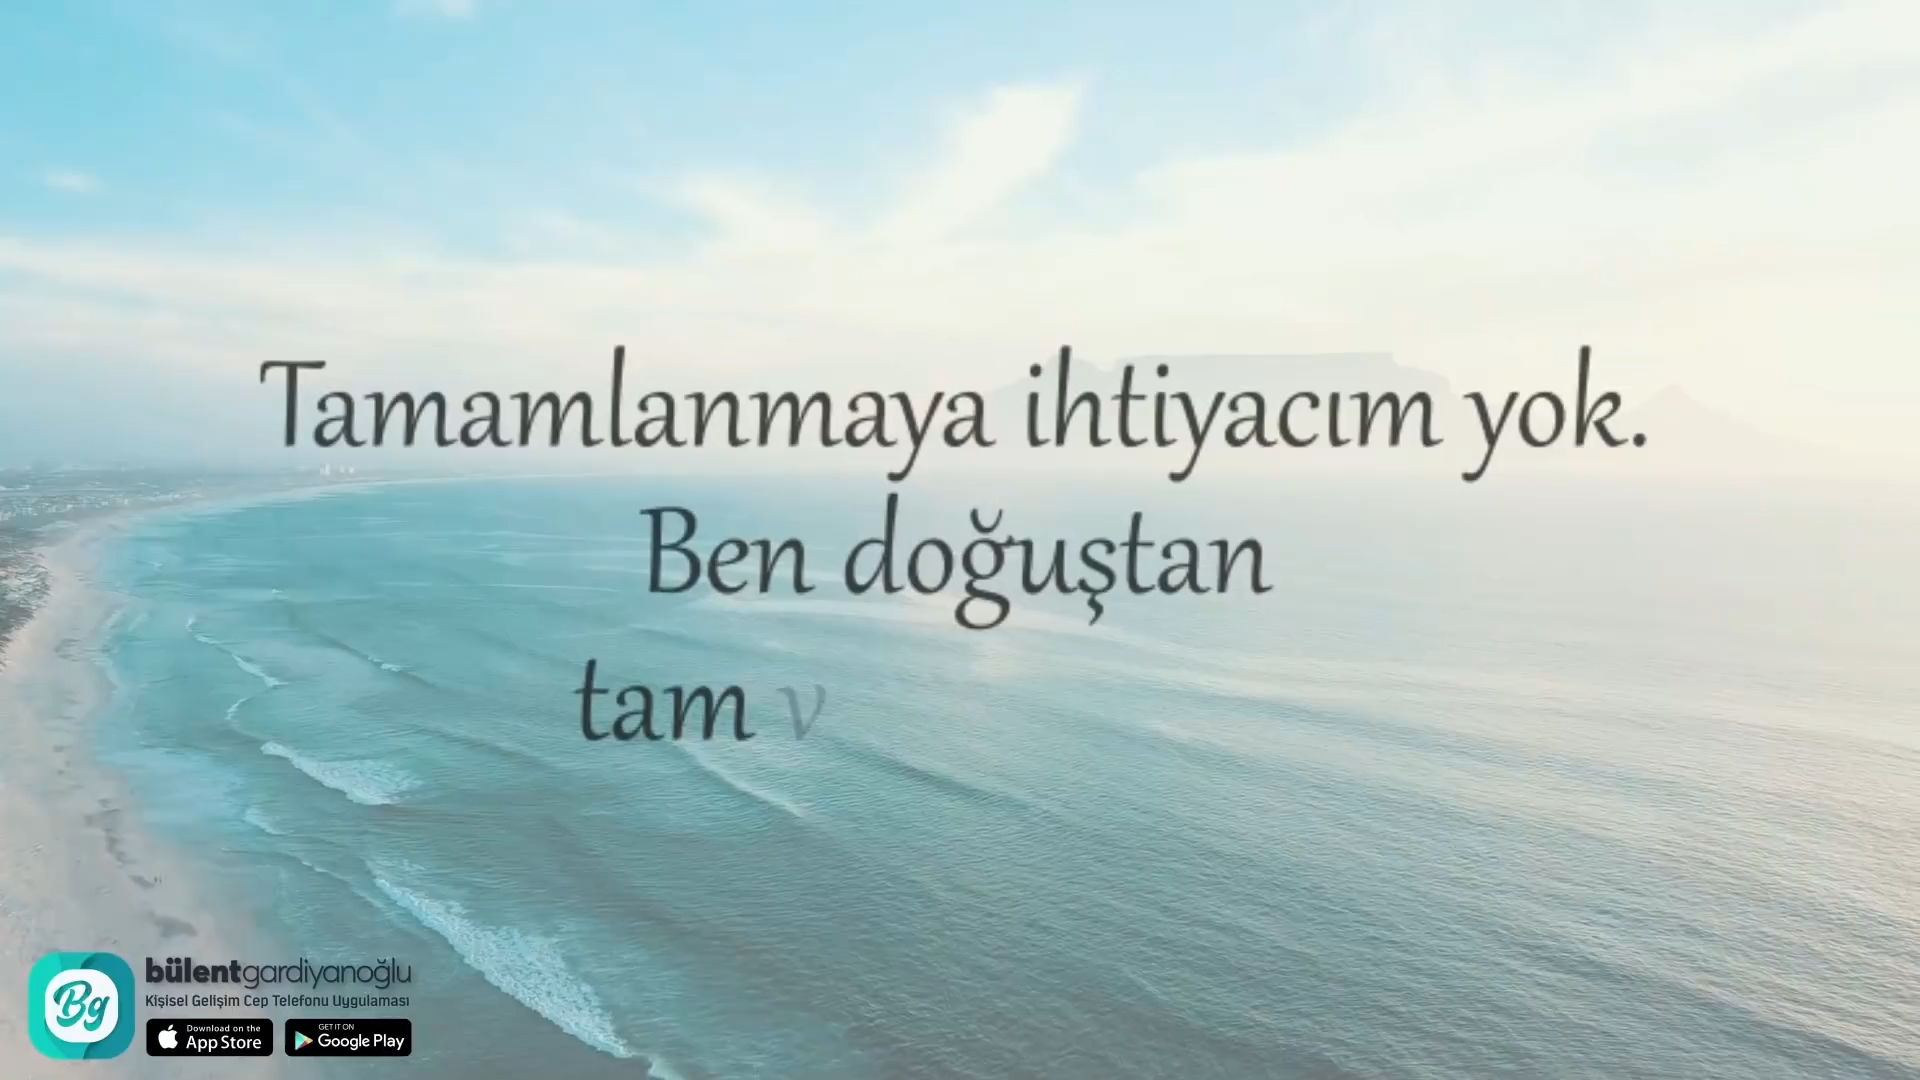 Tamamlanmaya ihtiyacım yok.
Ben doğuştan
tam v
bülentgardiyanoğlu
Kişisel Gelişim Cep Telefonu Uygulaması
Bg
Download on the
App Store
GET IT ON
Google Play